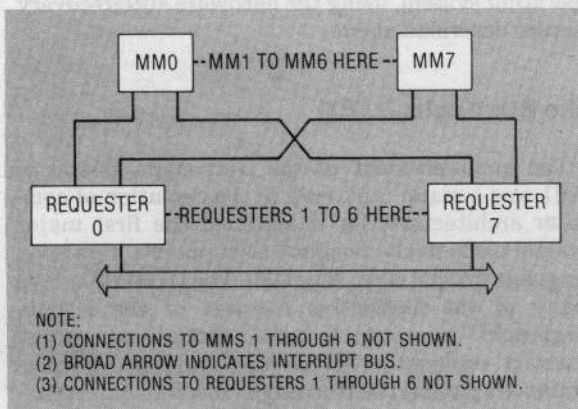 MM0 --MM1 TO MM6 HERE-- MM7
REQUESTER
0
--REQUESTERS 1 TO 6 HERE--
REQUESTER
7
NOTE:
(1) CONNECTIONS TO MMS 1 THROUGH 6 NOT SHOWN.
(2) BROAD ARROW INDICATES INTERRUPT BUS.
(3) CONNECTIONS TO REQUESTERS 1 THROUGH 6 NOT SHOWN.